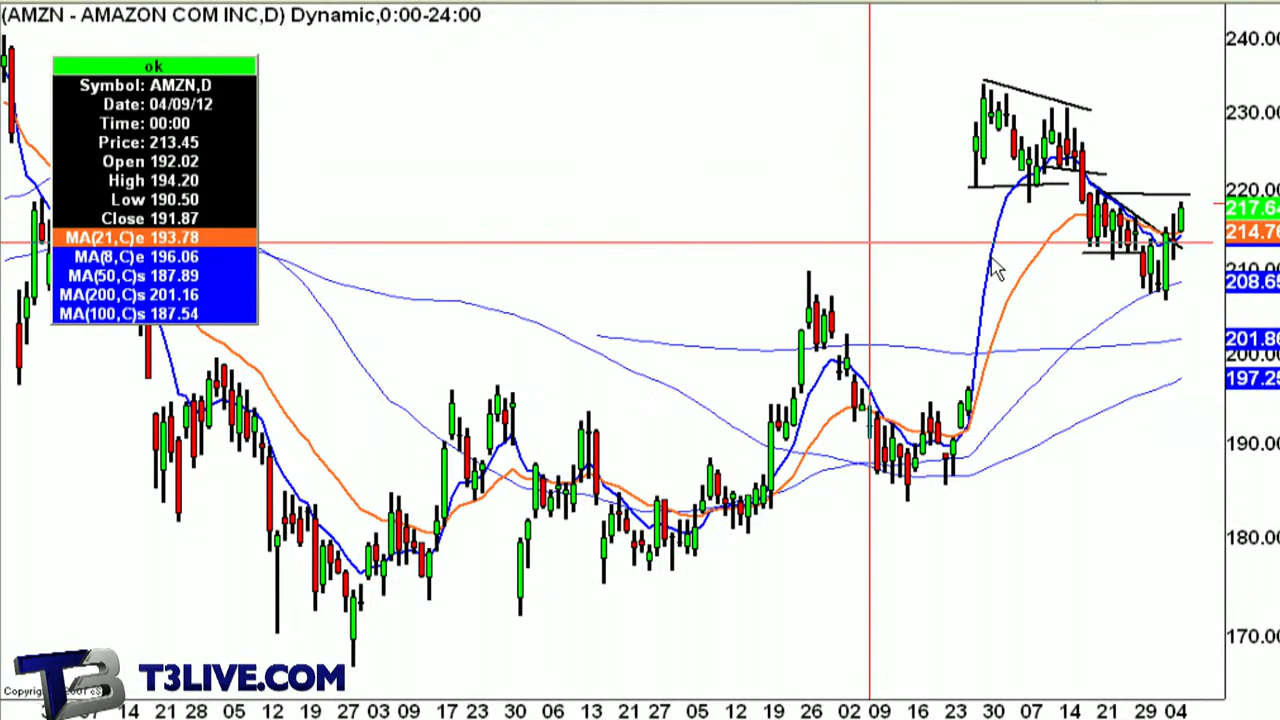 (AMZN - AMAZON COM INC,D) Dynamic,0:00-24:00
ok
Symbol: AMZN,D
Date: 04/09/12
Time: 00:00
Price: 213.45
Open 192.02
High 194.20
Low 190.50
Close 191.87
MA(21,C)e 193.78
MA(8,C)e 196.06
MA(50,C)s 187.89
MA(200,C)s 201.16
MA(100,C)s 187.54
240.00
230.00
220.00
217.64
214.76
210.00
208.65
201.86
200.00
197.25
190.00
180.00
170.00
T3 T3LIVE.COM
Copyright
14 21 28 05 12 19 27 03 09 17 23 30 06 13 21 27 05 12 19 26 02 09 16 23 30 07 14 21 29 04